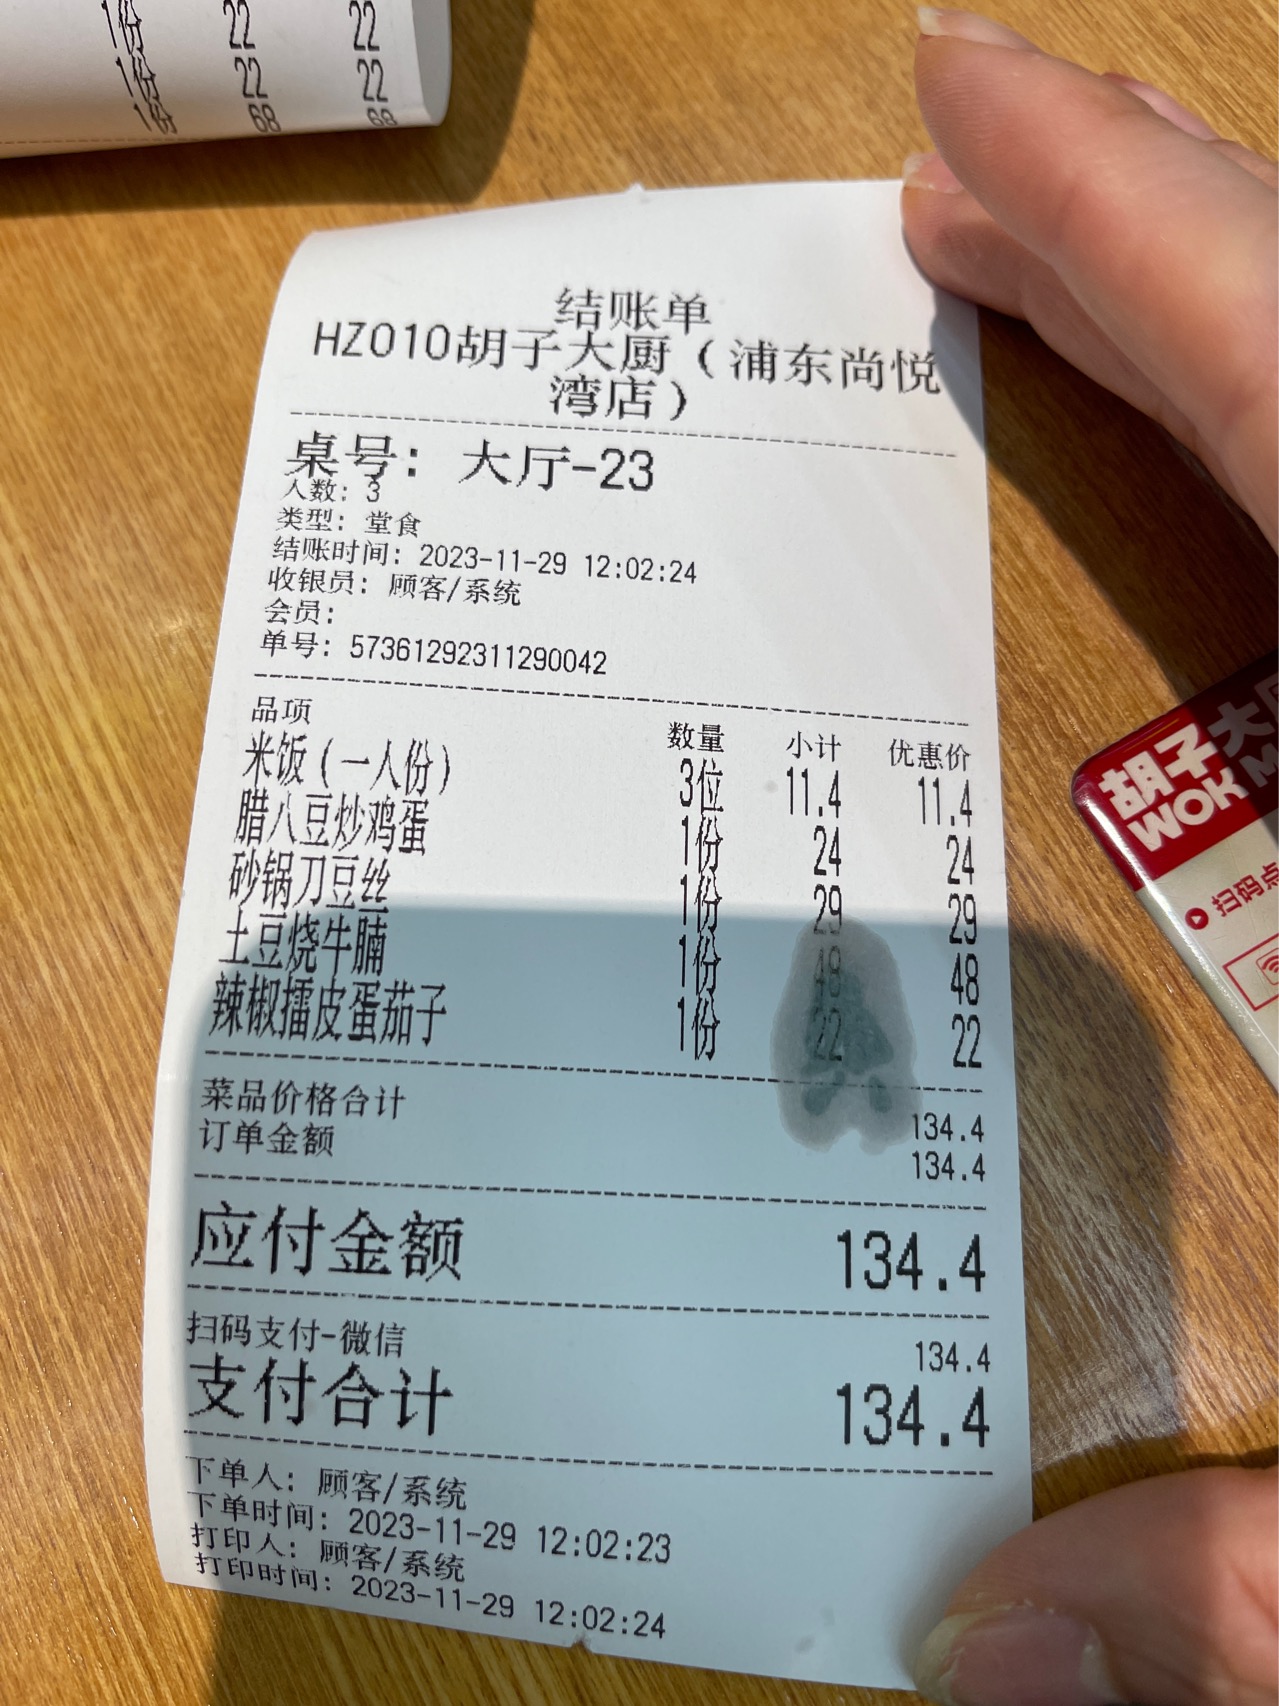 1份 22 22
1份 22 22
1份 68 68
结账单
HZ010胡子大厨（浦东尚悦
湾店）
桌号：大厅-23
人数：3
类型：堂食
结账时间：2023-11-29 12:02:24
收银员：顾客/系统
会员：
单号：57361292311290042
品项 数量 小计 优惠价
米饭（一人份） 3位 11.4 11.4
腊八豆炒鸡蛋 1份 24 24
砂锅刀豆丝 1份 29 29
土豆烧牛腩 1份 48 48
辣椒擂皮蛋茄子 1份 22 22
菜品价格合计 134.4
订单金额 134.4
应付金额 134.4
扫码支付-微信 134.4
支付合计 134.4
下单人：顾客/系统
下单时间：2023-11-29 12:02:23
打印人：顾客/系统
打印时间：2023-11-29 12:02:24
胡子大
WOK
扫码点